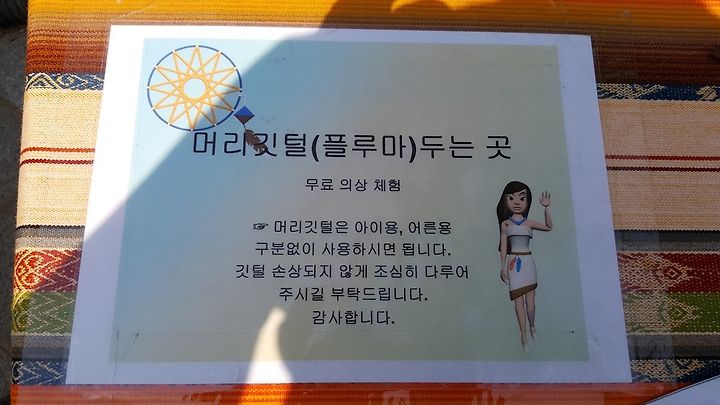 머리깃털(플루마)두는 곳
무료 의상 체험
☞ 머리깃털은 아이용, 어른용
구분없이 사용하시면 됩니다.
깃털 손상되지 않게 조심히 다루어
주시길 부탁드립니다.
감사합니다.